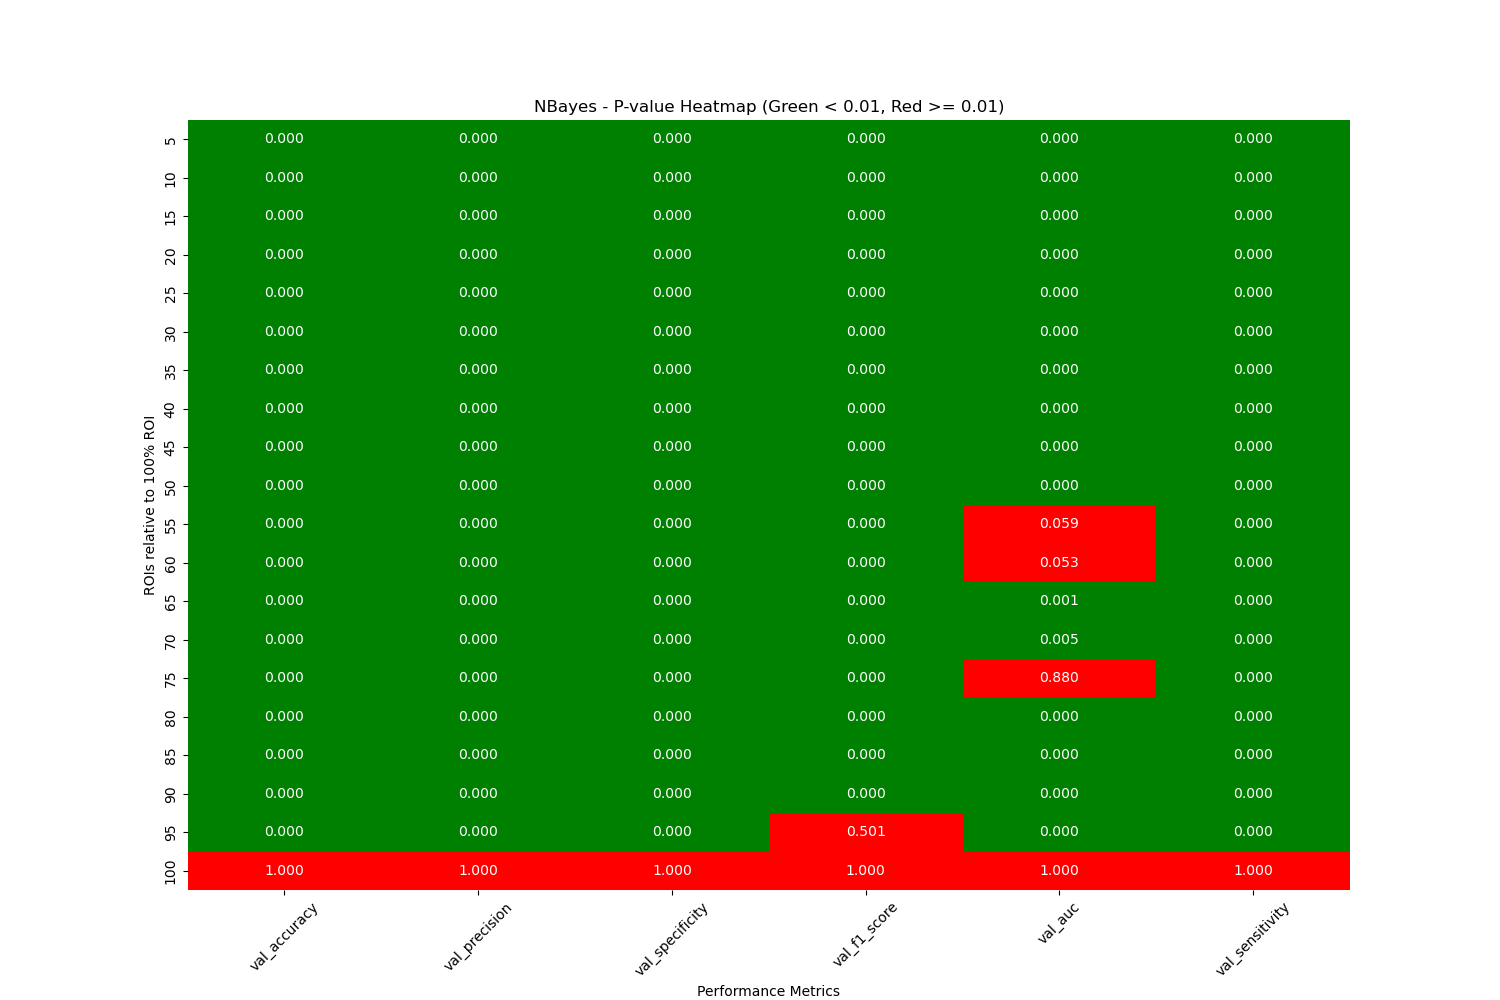 NBayes - P-value Heatmap (Green < 0.01, Red >= 0.01)
5 0.000 0.000 0.000 0.000 0.000 0.000
10 0.000 0.000 0.000 0.000 0.000 0.000
15 0.000 0.000 0.000 0.000 0.000 0.000
20 0.000 0.000 0.000 0.000 0.000 0.000
25 0.000 0.000 0.000 0.000 0.000 0.000
30 0.000 0.000 0.000 0.000 0.000 0.000
35 0.000 0.000 0.000 0.000 0.000 0.000
40 0.000 0.000 0.000 0.000 0.000 0.000
45 0.000 0.000 0.000 0.000 0.000 0.000
50 0.000 0.000 0.000 0.000 0.000 0.000
55 0.000 0.000 0.000 0.000 0.059 0.000
60 0.000 0.000 0.000 0.000 0.053 0.000
65 0.000 0.000 0.000 0.000 0.001 0.000
70 0.000 0.000 0.000 0.000 0.005 0.000
75 0.000 0.000 0.000 0.000 0.880 0.000
80 0.000 0.000 0.000 0.000 0.000 0.000
85 0.000 0.000 0.000 0.000 0.000 0.000
90 0.000 0.000 0.000 0.000 0.000 0.000
95 0.000 0.000 0.000 0.501 0.000 0.000
100 1.000 1.000 1.000 1.000 1.000 1.000
ROIs relative to 100% ROI
val_accuracy val_precision val_specificity val_f1_score val_auc val_sensitivity
Performance Metrics